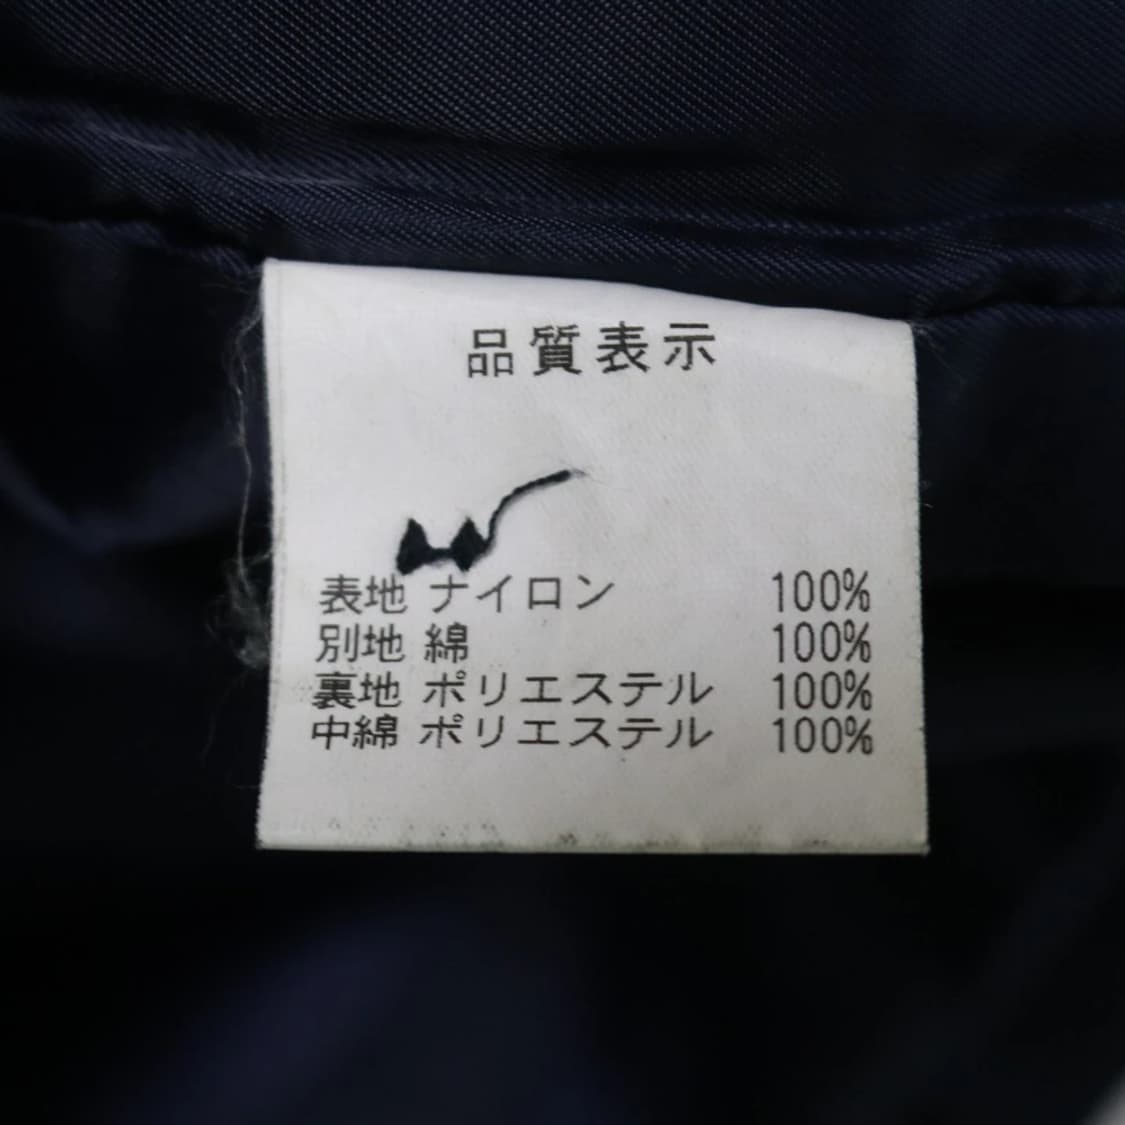 品質表示
表地 ナイロン 100%
別地 綿 100%
裏地 ポリエステル 100%
中綿 ポリエステル 100%